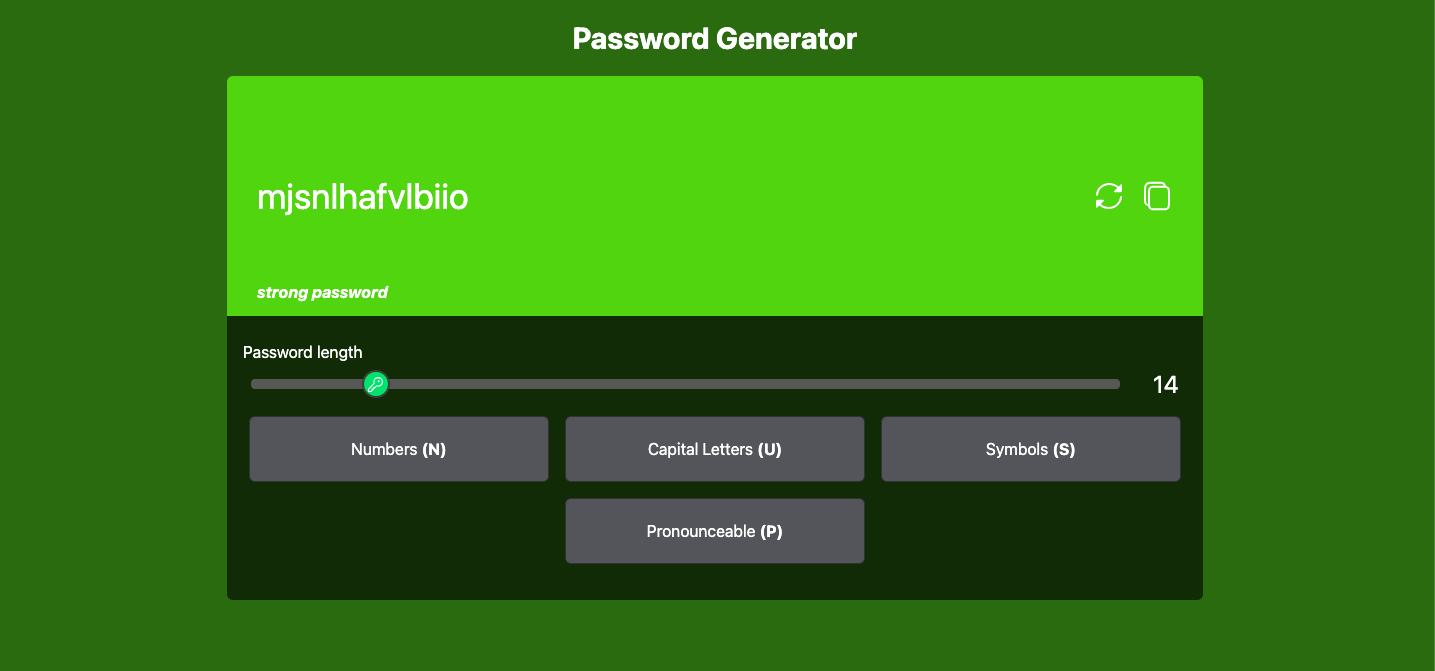 Password Generator
mjsnlhafvlbiio
strong password
Password length
14
Numbers (N)
Capital Letters (U)
Symbols (S)
Pronounceable (P)